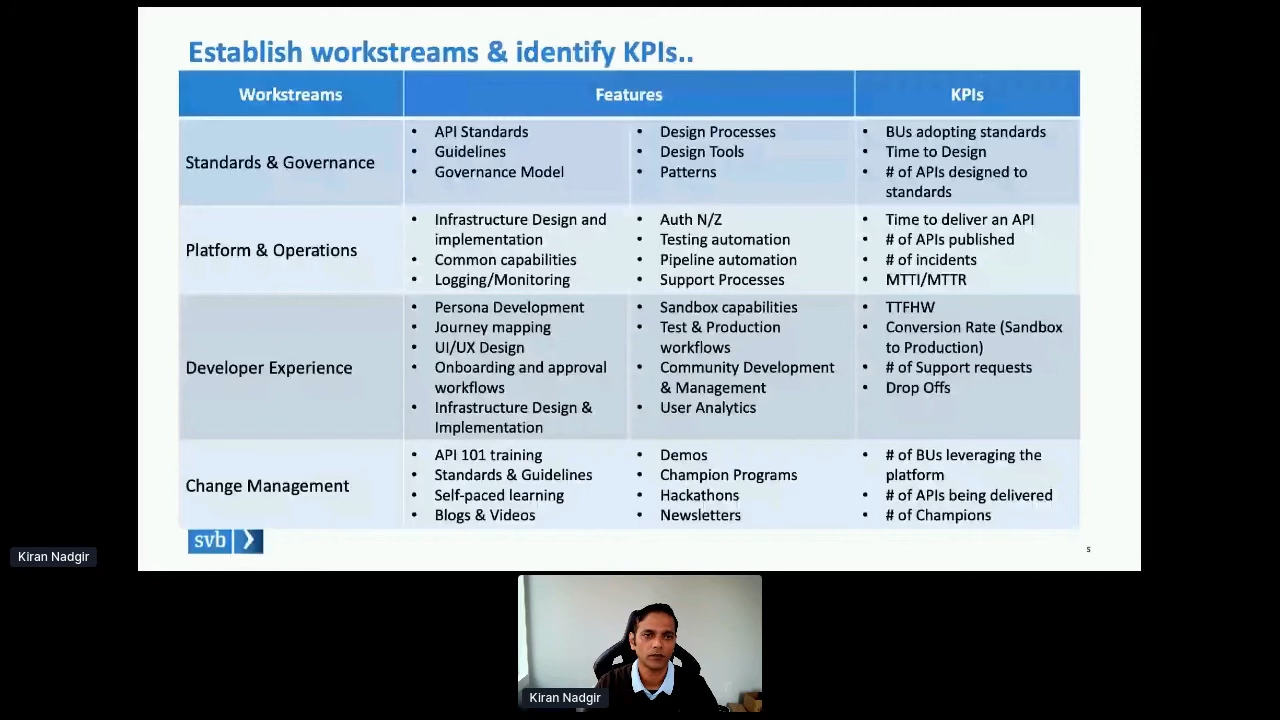 Establish workstreams & identify KPIs..
Workstreams
Features
KPIs
Standards & Governance
• API Standards
• Guidelines
• Governance Model
• Design Processes
• Design Tools
• Patterns
• BUs adopting standards
• Time to Design
• # of APIs designed to
standards
Platform & Operations
• Infrastructure Design and
implementation
• Common capabilities
• Logging/Monitoring
• Auth N/Z
• Testing automation
• Pipeline automation
• Support Processes
• Time to deliver an API
• # of APIs published
• # of incidents
• MTTI/MTTR
Developer Experience
• Persona Development
• Journey mapping
• UI/UX Design
• Onboarding and approval
workflows
• Infrastructure Design &
Implementation
• Sandbox capabilities
• Test & Production
workflows
• Community Development
& Management
• User Analytics
• TTFHW
• Conversion Rate (Sandbox
to Production)
• # of Support requests
• Drop Offs
Change Management
• API 101 training
• Standards & Guidelines
• Self-paced learning
• Blogs & Videos
• Demos
• Champion Programs
• Hackathons
• Newsletters
• # of BUs leveraging the
platform
• # of APIs being delivered
• # of Champions
svb
5
Kiran Nadgir
Kiran Nadgir